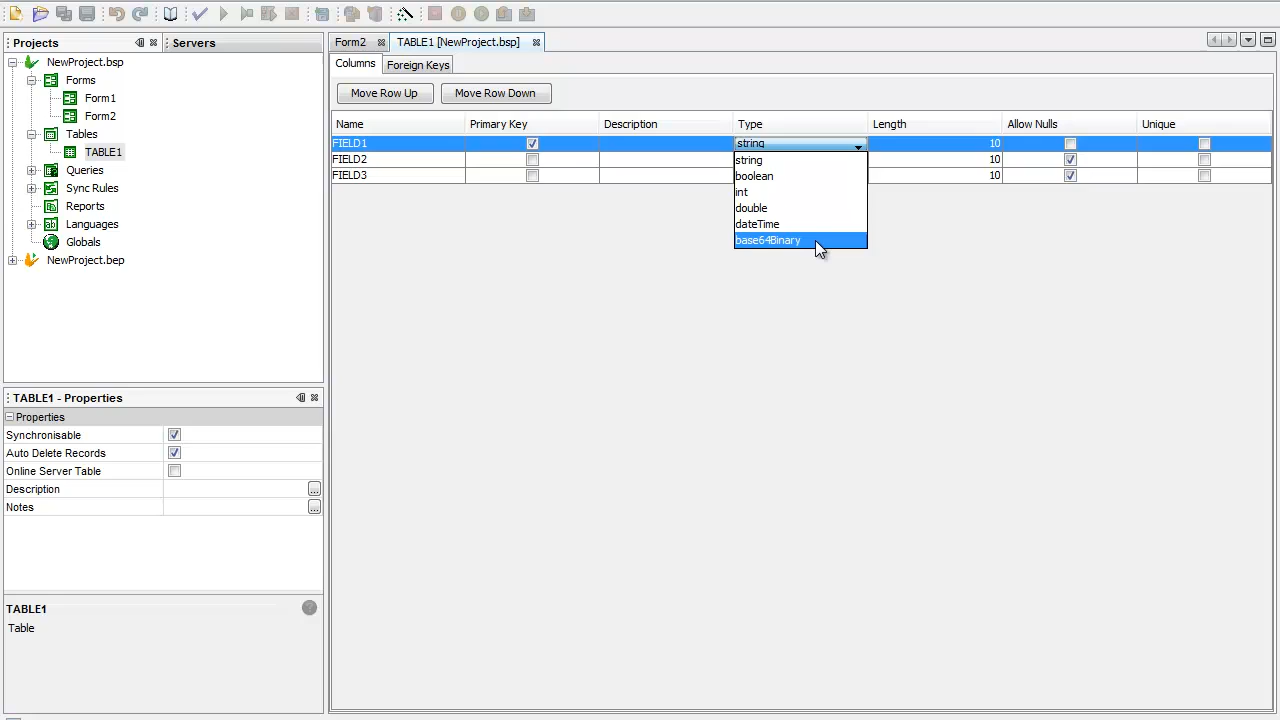 Projects
Servers
NewProject.bsp
Forms
Form1
Form2
Tables
TABLE1
Queries
Sync Rules
Reports
Languages
Globals
NewProject.bep
TABLE1 - Properties
Properties
Synchronisable
Auto Delete Records
Online Server Table
Description
...
Notes
...
TABLE1
Table
Form2
TABLE1 [NewProject.bsp]
Columns
Foreign Keys
Move Row Up
Move Row Down
Name Primary Key Description Type Length Allow Nulls Unique
FIELD1 string 10
FIELD2 10
FIELD3 10
string
boolean
int
double
dateTime
base64Binary